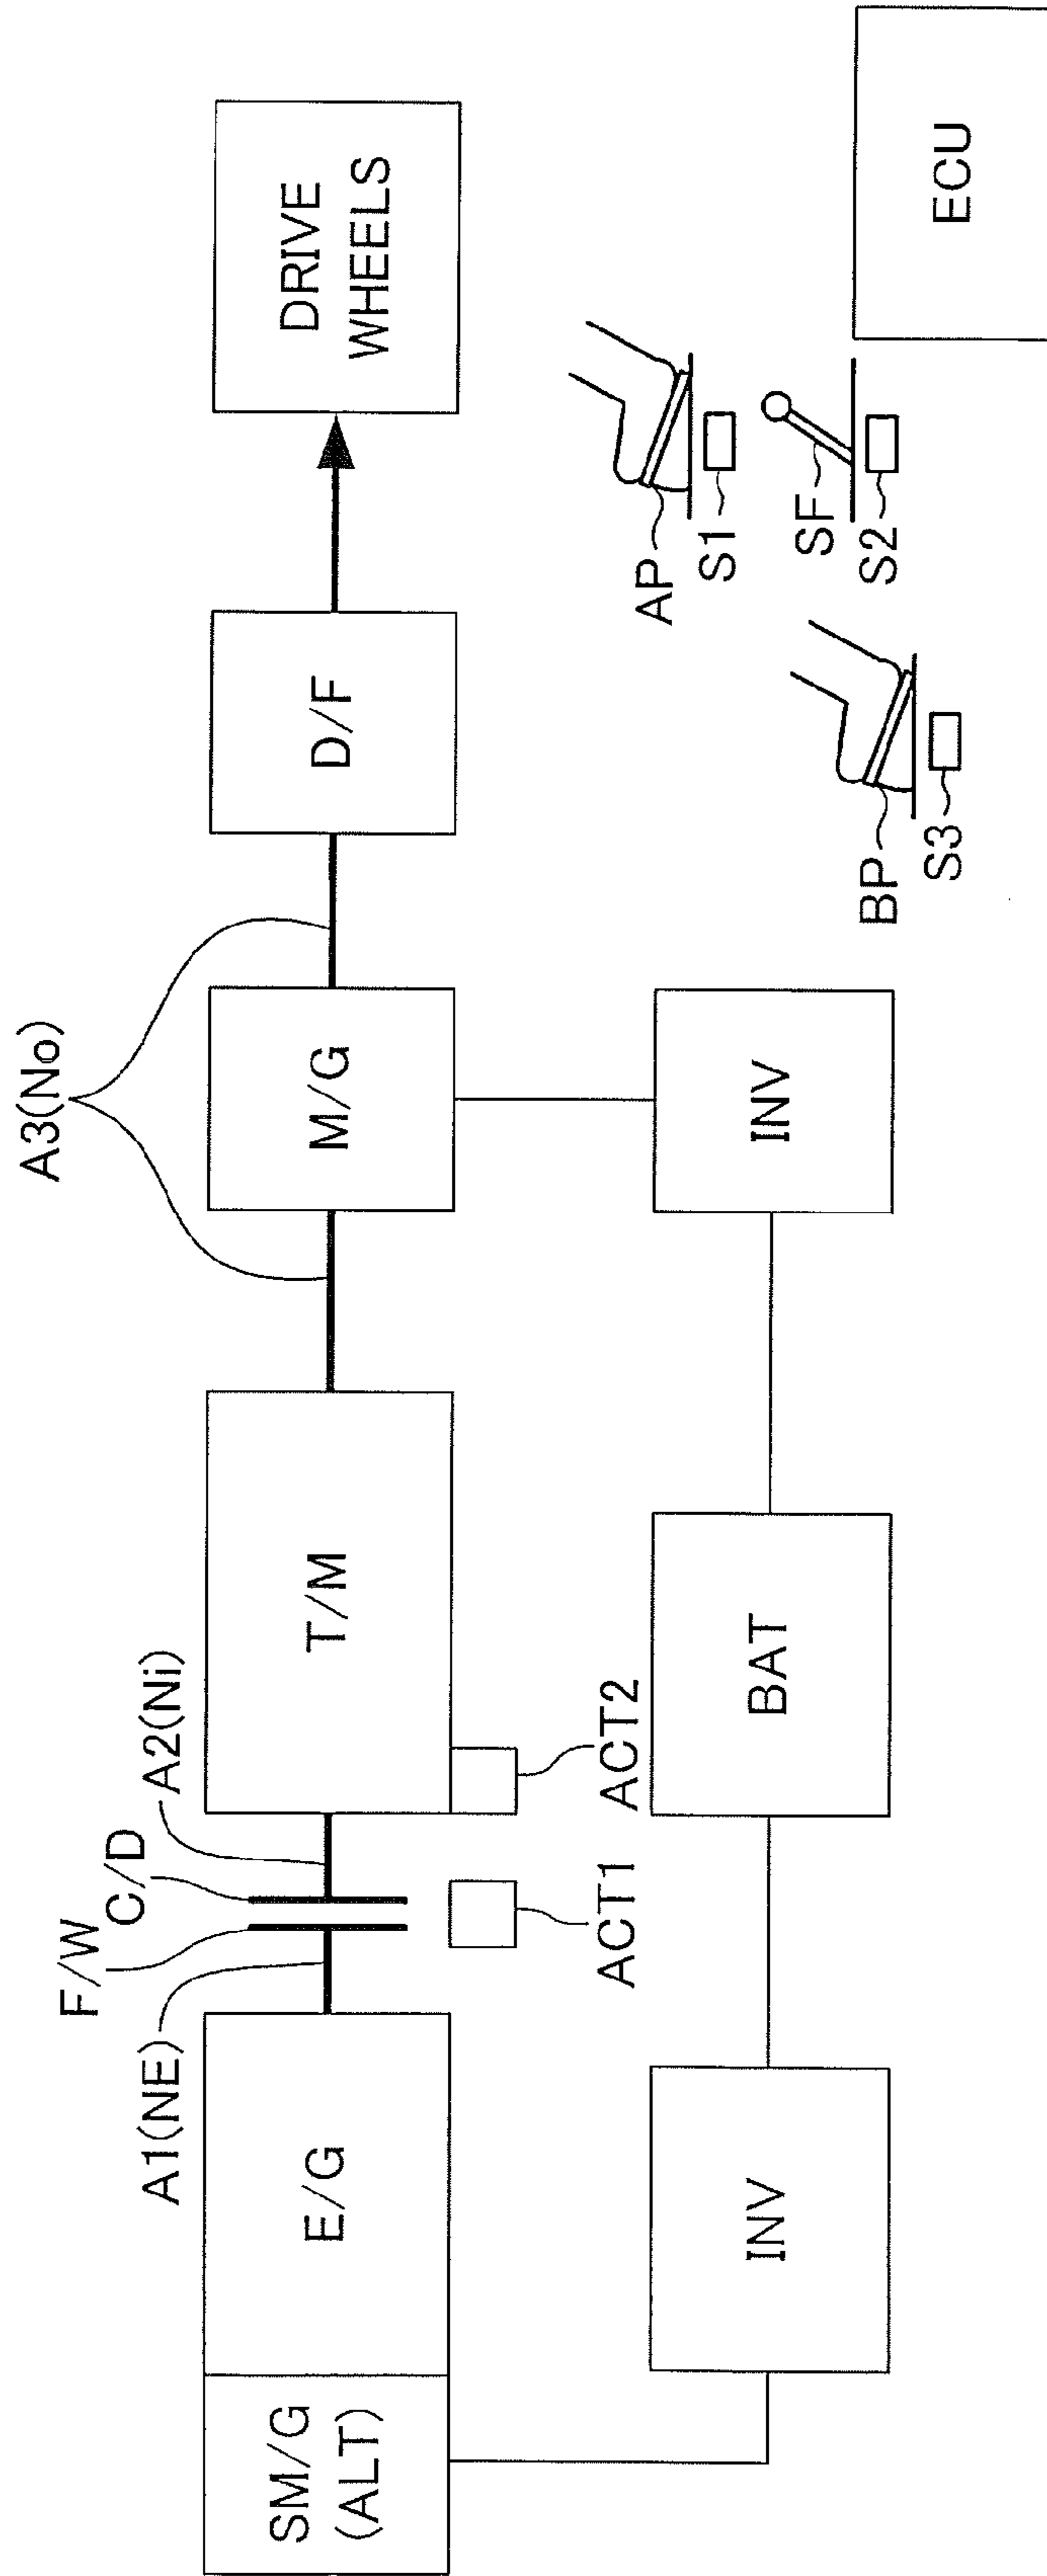 A3(No)
F/W
C/D
A2(Ni)
A1(NE)
SM/G
(ALT)
E/G
T/M
M/G
D/F
DRIVE
WHEELS
ACT1
ACT2
INV
BAT
INV
AP
S1
SF
S2
BP
S3
ECU